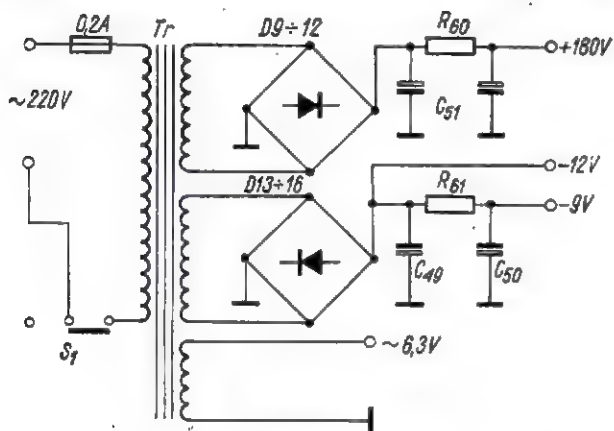 0,2A
Tr
D9÷12
R60
+180V
~220V
C51
-12V
D13÷16
R61
-9V
C49
C50
~6,3V
S1